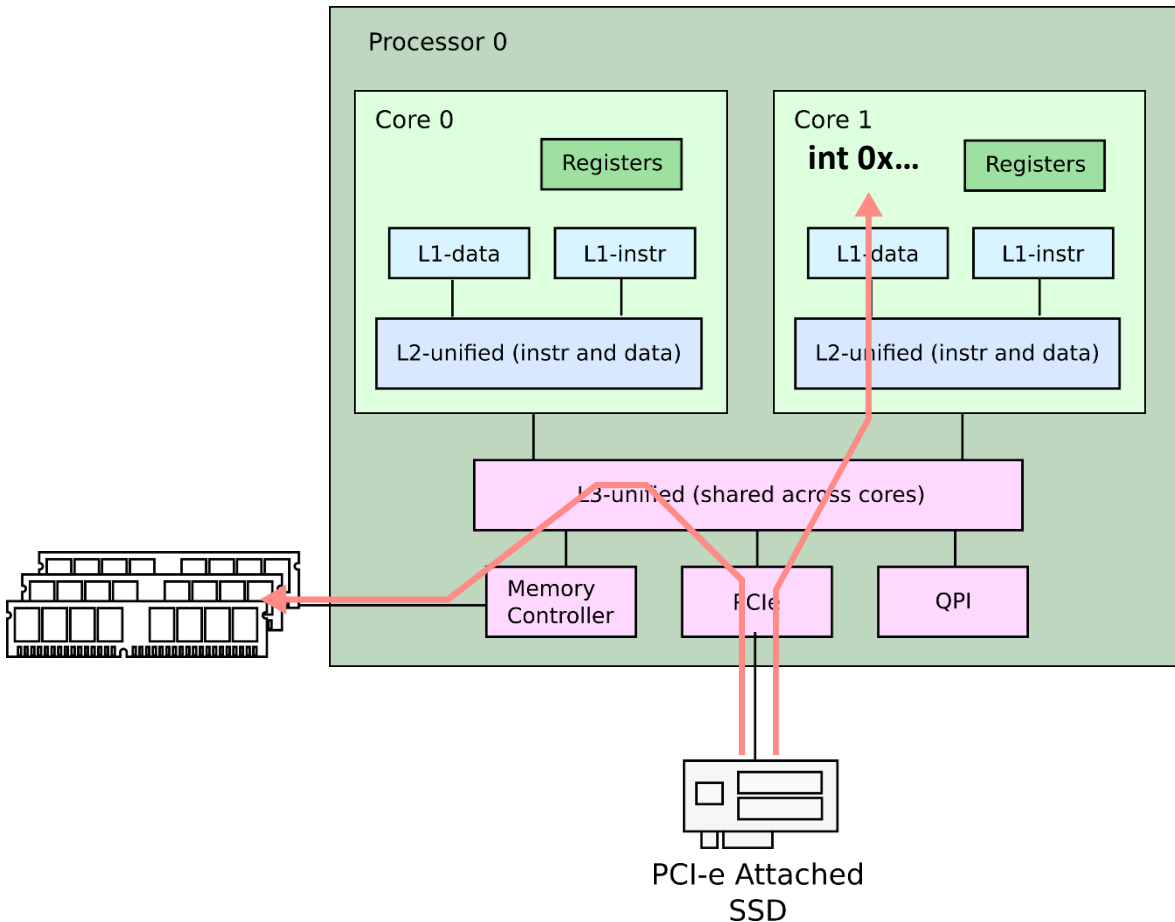 Processor 0
Core 0
Registers
L1-data
L1-instr
L2-unified (instr and data)
Core 1
int 0x...
Registers
L1-data
L1-instr
L2-unified (instr and data)
L3-unified (shared across cores)
Memory
Controller
PCIe
QPI
PCI-e Attached
SSD